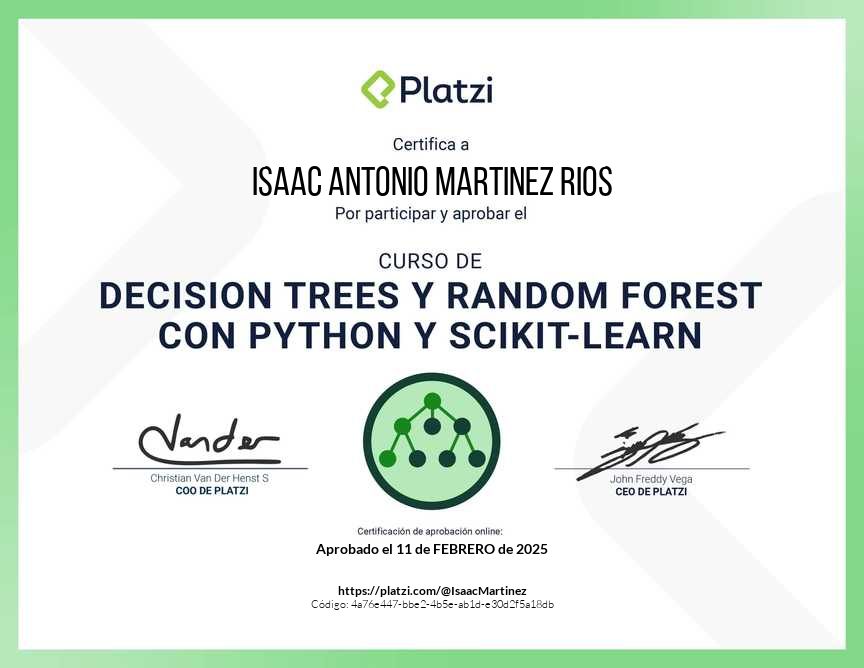 Platzi
Certifica a
ISAAC ANTONIO MARTINEZ RIOS
Por participar y aprobar el
CURSO DE
DECISION TREES Y RANDOM FOREST
CON PYTHON Y SCIKIT-LEARN
Vander
Christian Van Der Henst S
COO DE PLATZI
John Freddy Vega
CEO DE PLATZI
Certificación de aprobación online:
Aprobado el 11 de FEBRERO de 2025
https://platzi.com/@IsaacMartinez
Código: 4a76e447-bbe2-4b5e-ab1d-e30d2f5a18db